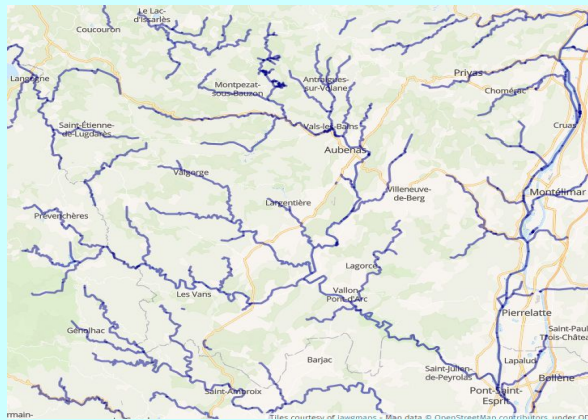 Le Lac-
d'Issarlès
Coucouron
Langogne
Montpezat-
sous-Bauzon
Antraigues-
sur-Volane
Privas
Chomérac
Cruas
Saint-Étienne-
de-Lugdarès
Vals-les-Bains
Aubenas
Valgorge
Villeneuve-
de-Berg
Montélimar
Largentière
Prévenchères
Lagorce
Les Vans
Vallon-
Pont-d'Arc
Pierrelatte
Génolhac
Saint-Paul-
Trois-Châtea
Barjac
Lapalud
Saint-Julien-
de-Peyrolas
Bollène
Saint-Ambroix
Pont-Saint-
Esprit
rmain-
Tiles courtesy of jawgmaps - Map data © OpenStreetMap contributors, under O